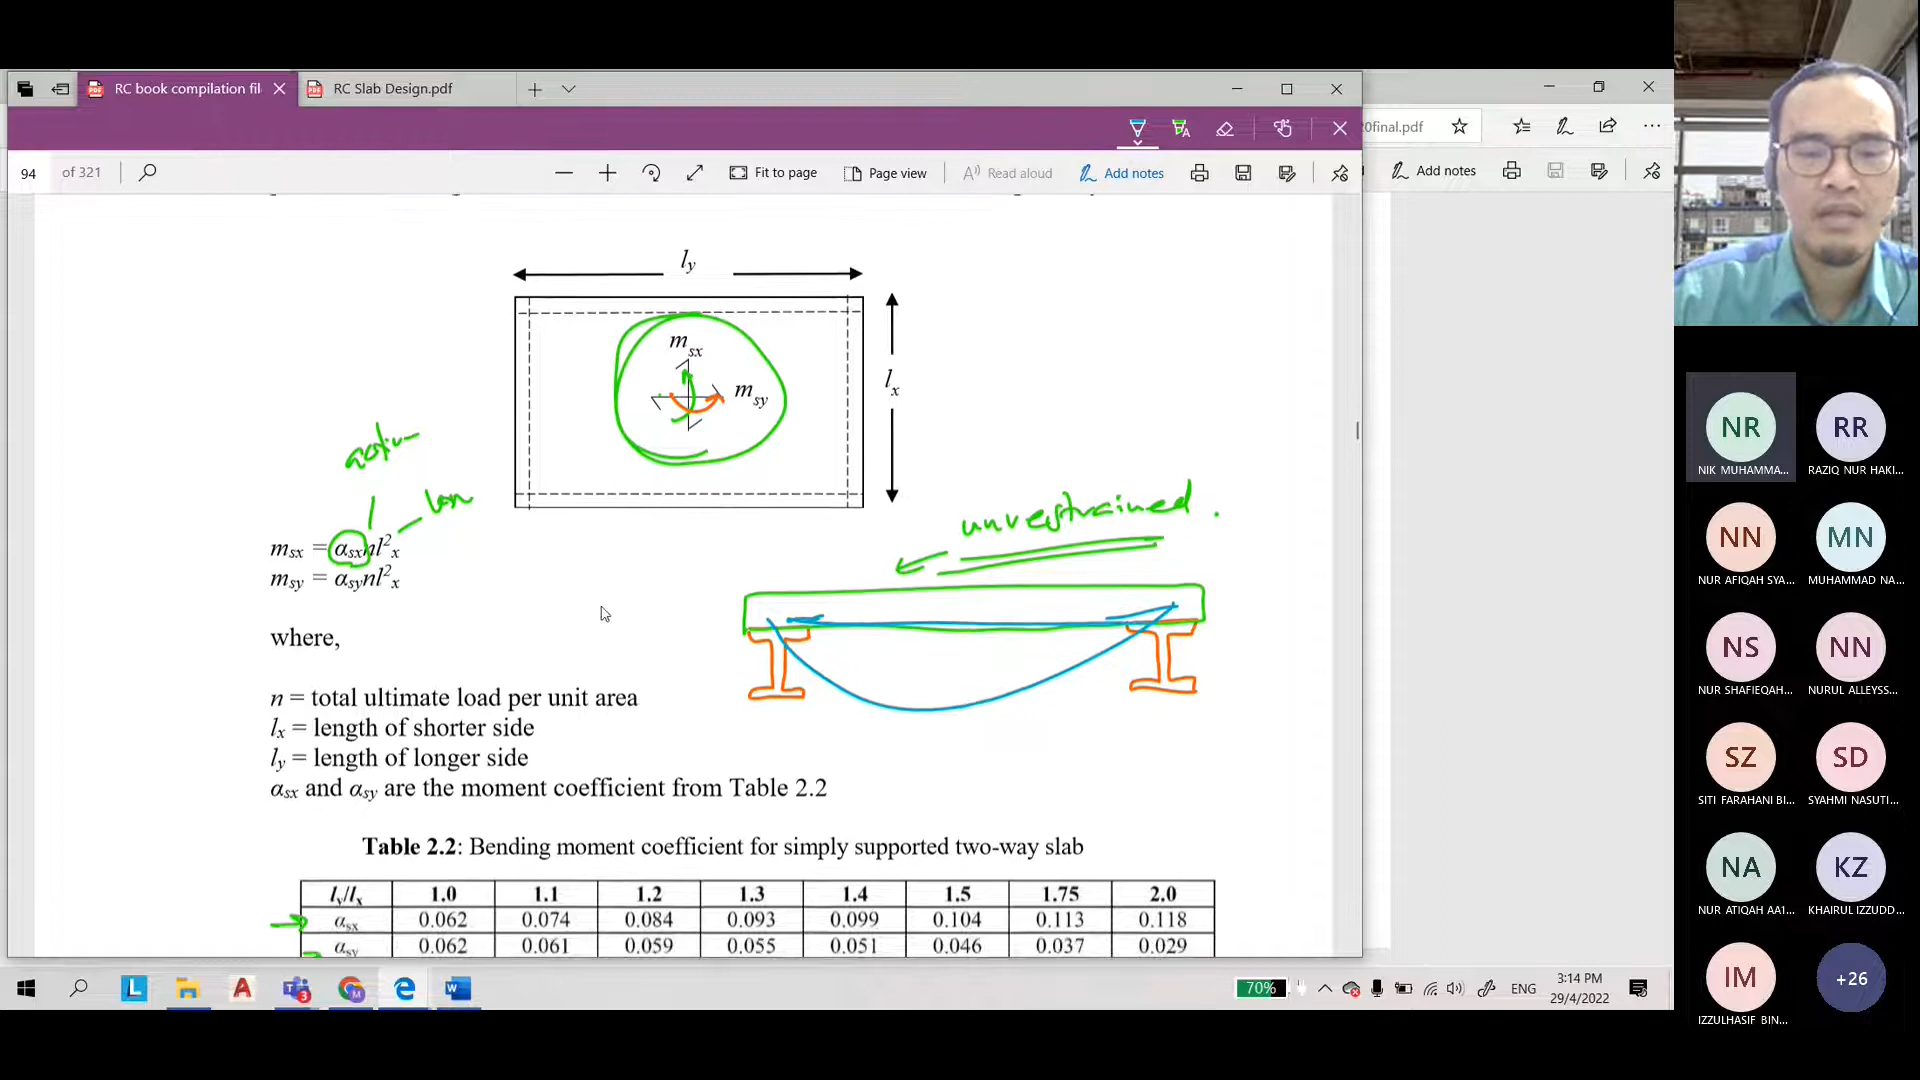 RC book compilation fil
RC Slab Design.pdf
20final.pdf
94 of 321
Fit to page
Page view
Read aloud
Add notes
Add notes
l_y
m_sx
m_sy
l_x
unrestrained.
m_sx = α_sx nl²_x
m_sy = α_sy nl²_x
where,
n = total ultimate load per unit area
l_x = length of shorter side
l_y = length of longer side
α_sx and α_sy are the moment coefficient from Table 2.2
Table 2.2: Bending moment coefficient for simply supported two-way slab
l_y/l_x 1.0 1.1 1.2 1.3 1.4 1.5 1.75 2.0
α_sx 0.062 0.074 0.084 0.093 0.099 0.104 0.113 0.118
α_sy 0.062 0.061 0.059 0.055 0.051 0.046 0.037 0.029
NR RR
NIK MUHAMMA... RAZIQ NUR HAKI...
NN MN
NUR AFIQAH SYA... MUHAMMAD NA...
NS NN
NUR SHAFIEQAH... NURUL ALLEYSS...
SZ SD
SITI FARAHANI BI... SYAHMI NASUTI...
NA KZ
NUR ATIQAH AA1... KHAIRUL IZZUDD...
IM +26
IZZULHASIF BIN...
70% ENG 3:14 PM
29/4/2022